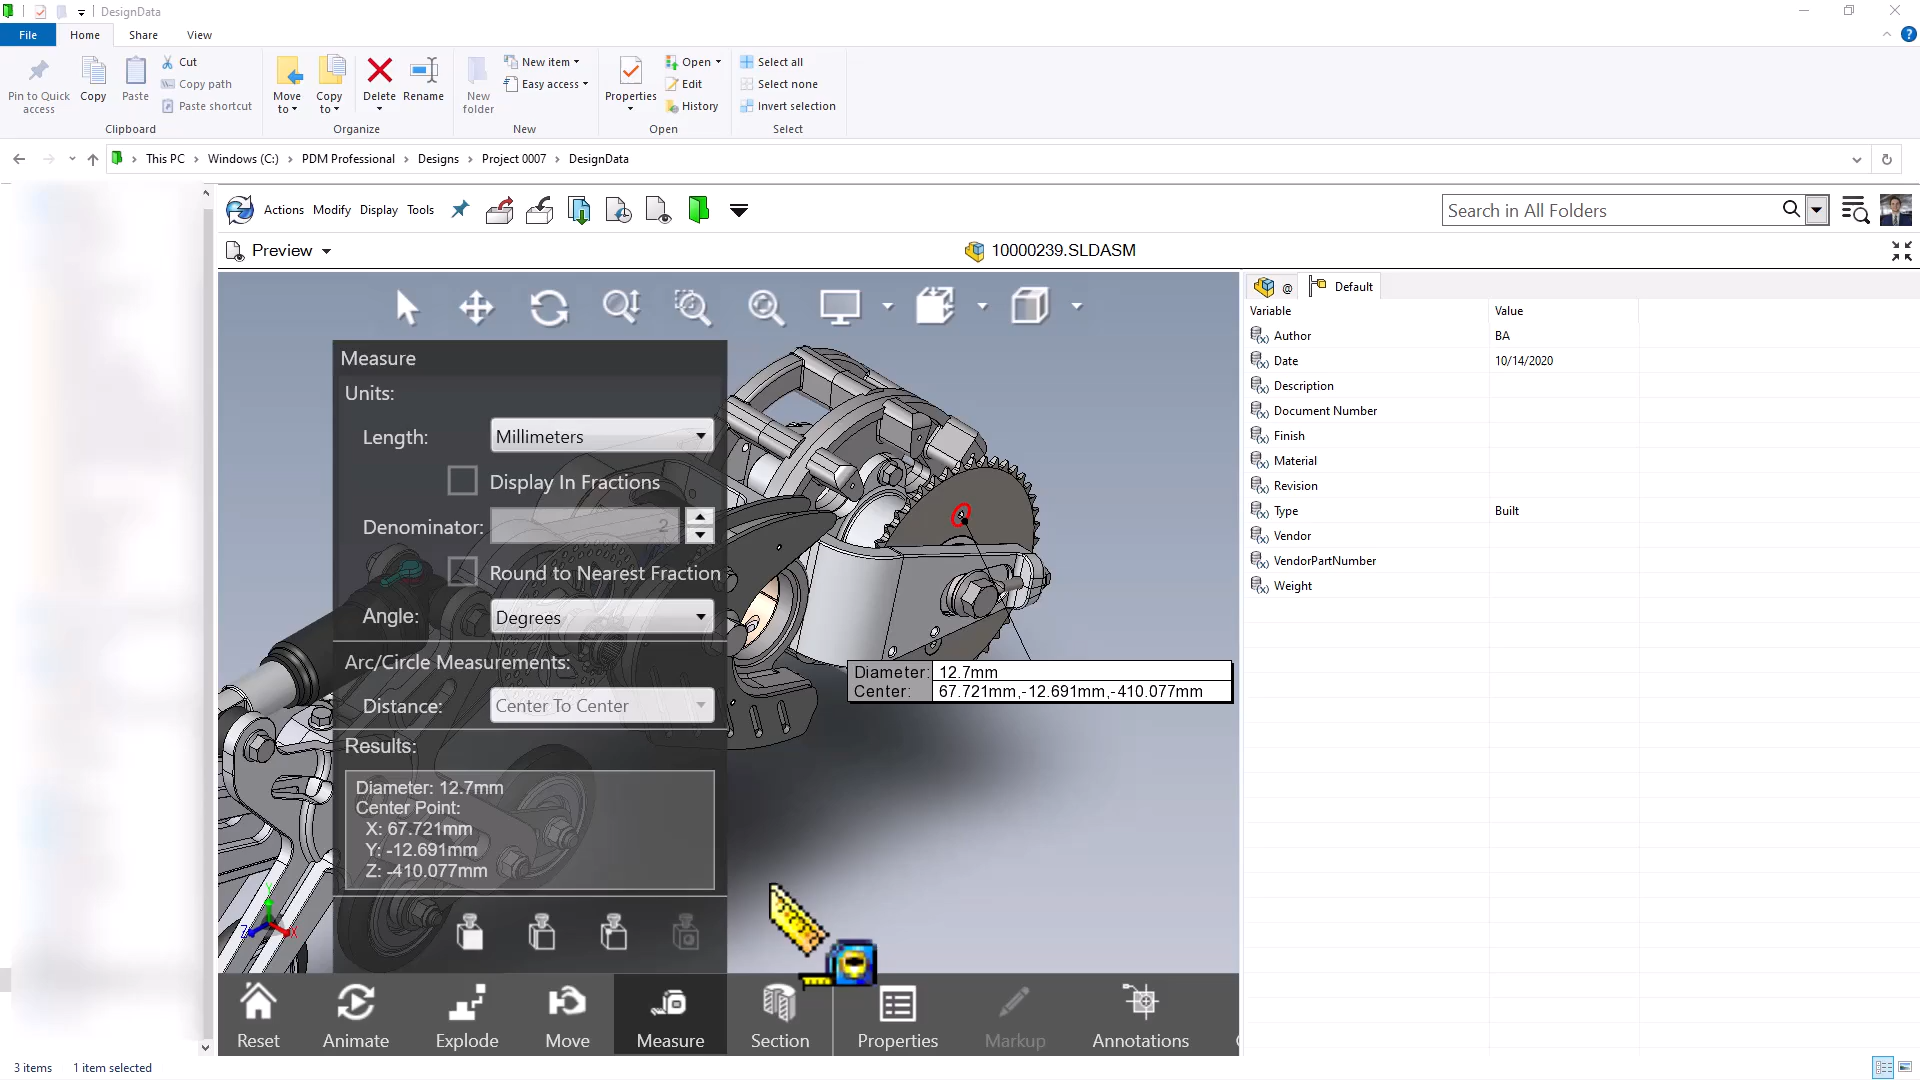 DesignData
File Home Share View
Pin to Quick access
Copy
Paste
Cut
Copy path
Paste shortcut
Clipboard
Move to
Copy to
Delete
Rename
Organize
New folder
New item
Easy access
New
Properties
Open
Edit
History
Open
Select all
Select none
Invert selection
Select
This PC › Windows (C:) › PDM Professional › Designs › Project 0007 › DesignData
Actions Modify Display Tools
Search in All Folders
Preview
10000239.SLDASM
@ Default
Variable Value
Author BA
Date 10/14/2020
Description
Document Number
Finish
Material
Revision
Type Built
Vendor
VendorPartNumber
Weight
Measure
Units:
Length: Millimeters
Display In Fractions
Denominator: 2
Round to Nearest Fraction
Angle: Degrees
Arc/Circle Measurements:
Distance: Center To Center
Results:
Diameter: 12.7mm
Center Point:
X: 67.721mm
Y: -12.691mm
Z: -410.077mm
Diameter: 12.7mm
Center: 67.721mm,-12.691mm,-410.077mm
Y
Z
X
Reset Animate Explode Move Measure Section Properties Markup Annotations
3 items 1 item selected